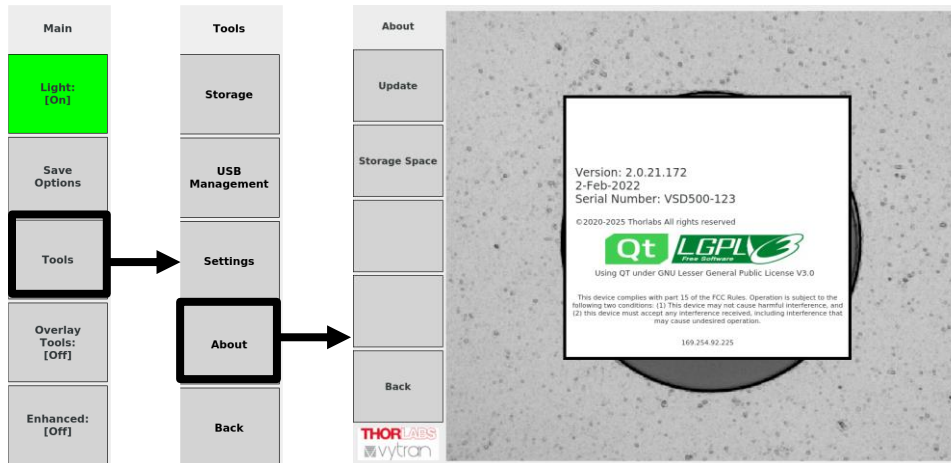 Main
Light:
[On]
Save
Options
Tools
Overlay
Tools:
[Off]
Enhanced:
[Off]
Tools
Storage
USB
Management
Settings
About
Back
About
Update
Storage Space
Back
THORLABS
vytran
Version: 2.0.21.172
2-Feb-2022
Serial Number: VSD500-123
©2020-2025 Thorlabs All rights reserved
Qt LGPLv3
Free Software
Using QT under GNU Lesser General Public License V3.0
This device complies with part 15 of the FCC Rules. Operation is subject to the
following two conditions: (1) This device may not cause harmful interference, and
(2) this device must accept any interference received, including interference that
may cause undesired operation.
169.254.92.225